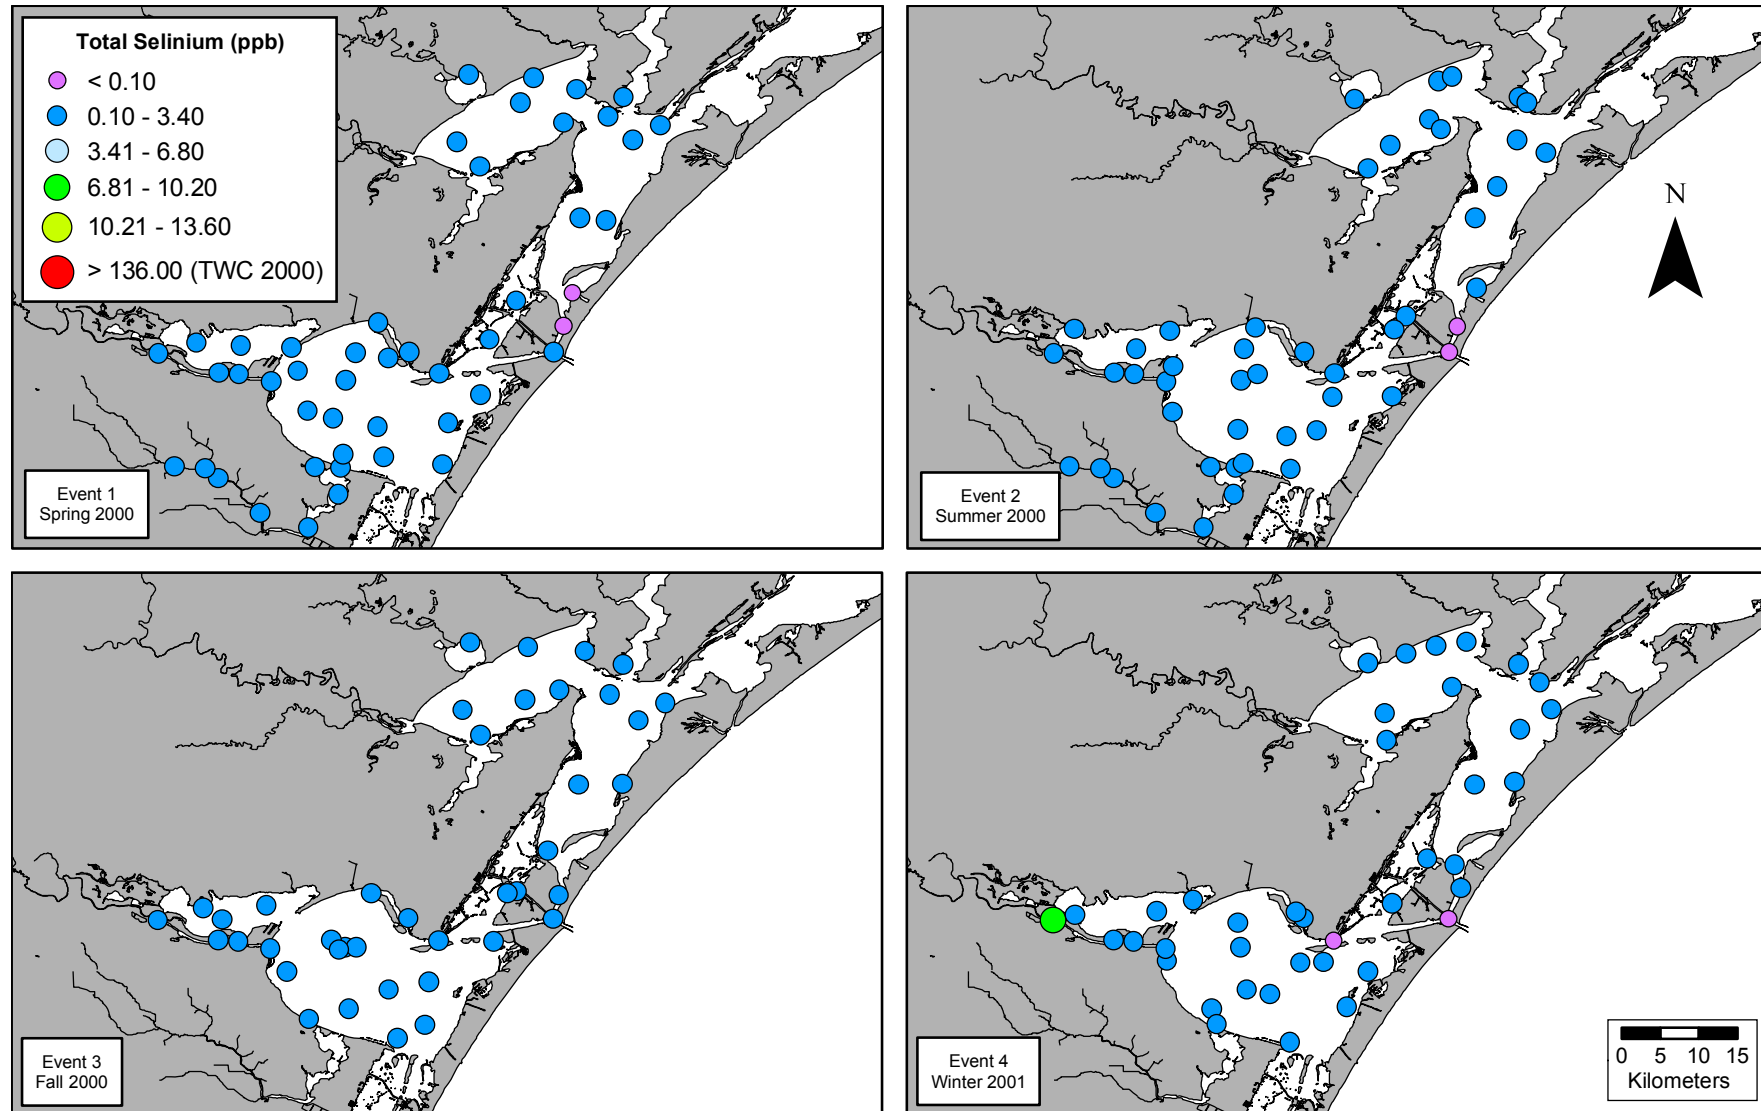 Total Selinium (ppb)
< 0.10
0.10 - 3.40
3.41 - 6.80
6.81 - 10.20
10.21 - 13.60
> 136.00 (TWC 2000)
N
Event 1
Spring 2000
Event 2
Summer 2000
Event 3
Fall 2000
Event 4
Winter 2001
0 5 10 15
Kilometers